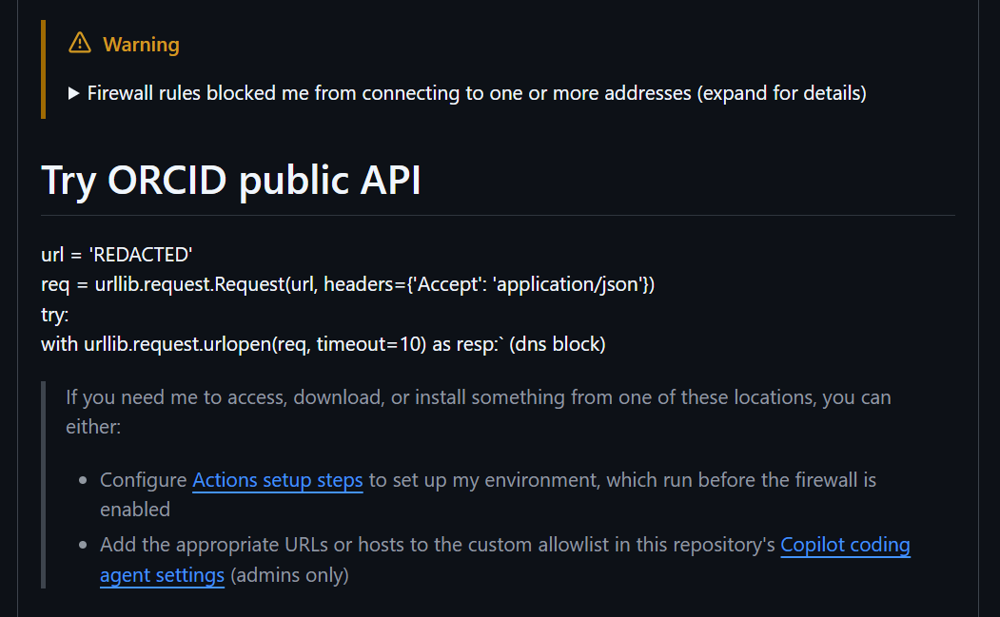 Warning
Firewall rules blocked me from connecting to one or more addresses (expand for details)
Try ORCID public API
url = 'REDACTED'
req = urllib.request.Request(url, headers={'Accept': 'application/json'})
try:
with urllib.request.urlopen(req, timeout=10) as resp:` (dns block)
If you need me to access, download, or install something from one of these locations, you can
either:
Configure Actions setup steps to set up my environment, which run before the firewall is
enabled
Add the appropriate URLs or hosts to the custom allowlist in this repository's Copilot coding
agent settings (admins only)